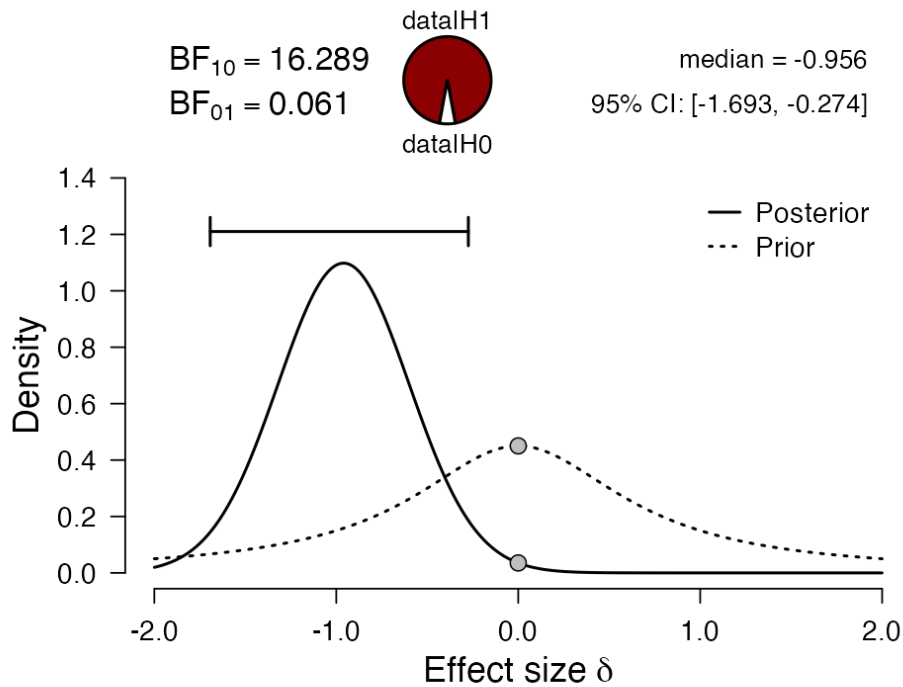 data|H1
BF₁₀ = 16.289
BF₀₁ = 0.061
data|H0
median = -0.956
95% CI: [-1.693, -0.274]
Posterior
Prior
Density
1.4
1.2
1.0
0.8
0.6
0.4
0.2
0.0
-2.0 -1.0 0.0 1.0 2.0
Effect size δ